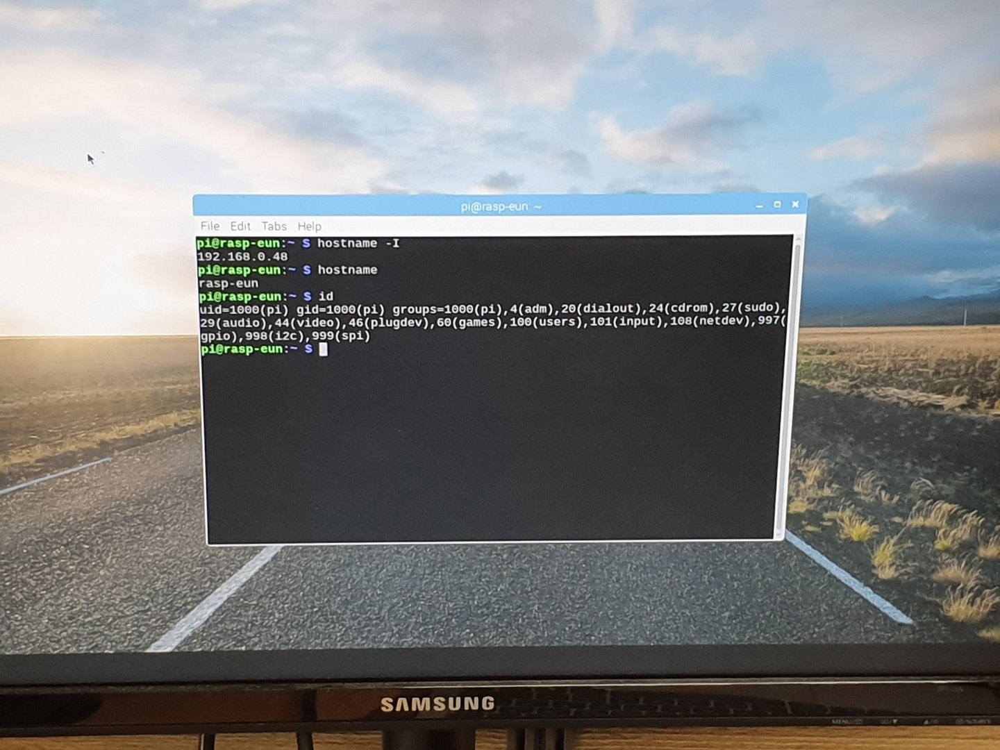 pi@rasp-eun: ~
File Edit Tabs Help
pi@rasp-eun:~ $ hostname -I
192.168.0.48
pi@rasp-eun:~ $ hostname
rasp-eun
pi@rasp-eun:~ $ id
uid=1000(pi) gid=1000(pi) groups=1000(pi),4(adm),20(dialout),24(cdrom),27(sudo),
29(audio),44(video),46(plugdev),60(games),100(users),101(input),108(netdev),997(
gpio),998(i2c),999(spi)
pi@rasp-eun:~ $
SAMSUNG